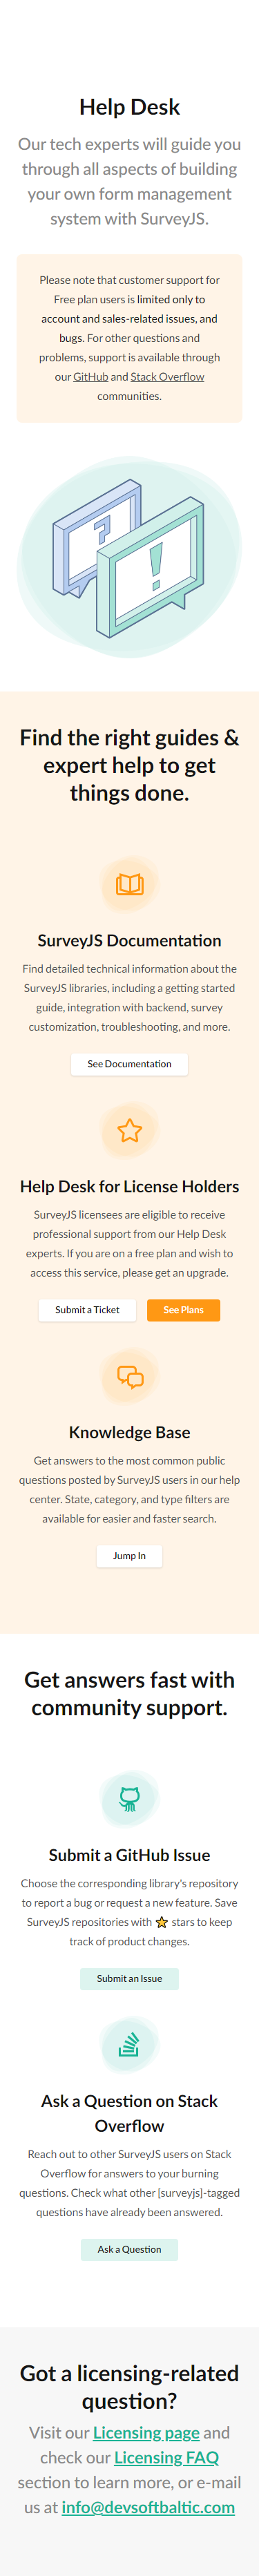 Help Desk
Our tech experts will guide you
through all aspects of building
your own form management
system with SurveyJS.
Please note that customer support for
Free plan users is limited only to
account and sales-related issues, and
bugs. For other questions and
problems, support is available through
our GitHub and Stack Overflow
communities.
Find the right guides &
expert help to get
things done.
SurveyJS Documentation
Find detailed technical information about the
SurveyJS libraries, including a getting started
guide, integration with backend, survey
customization, troubleshooting, and more.
See Documentation
Help Desk for License Holders
SurveyJS licensees are eligible to receive
professional support from our Help Desk
experts. If you are on a free plan and wish to
access this service, please get an upgrade.
Submit a Ticket
See Plans
Knowledge Base
Get answers to the most common public
questions posted by SurveyJS users in our help
center. State, category, and type filters are
available for easier and faster search.
Jump In
Get answers fast with
community support.
Submit a GitHub Issue
Choose the corresponding library's repository
to report a bug or request a new feature. Save
SurveyJS repositories with ⭐ stars to keep
track of product changes.
Submit an Issue
Ask a Question on Stack
Overflow
Reach out to other SurveyJS users on Stack
Overflow for answers to your burning
questions. Check what other [surveyjs]-tagged
questions have already been answered.
Ask a Question
Got a licensing-related
question?
Visit our Licensing page and
check our Licensing FAQ
section to learn more, or e-mail
us at info@devsoftbaltic.com